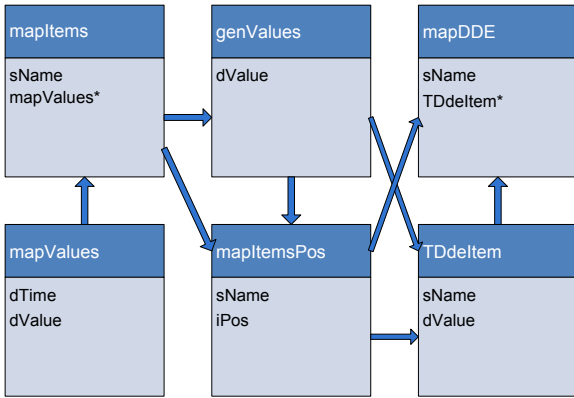 mapItems
sName
mapValues*
genValues
dValue
mapDDE
sName
TDdeItem*
mapValues
dTime
dValue
mapItemsPos
sName
iPos
TDdeItem
sName
dValue